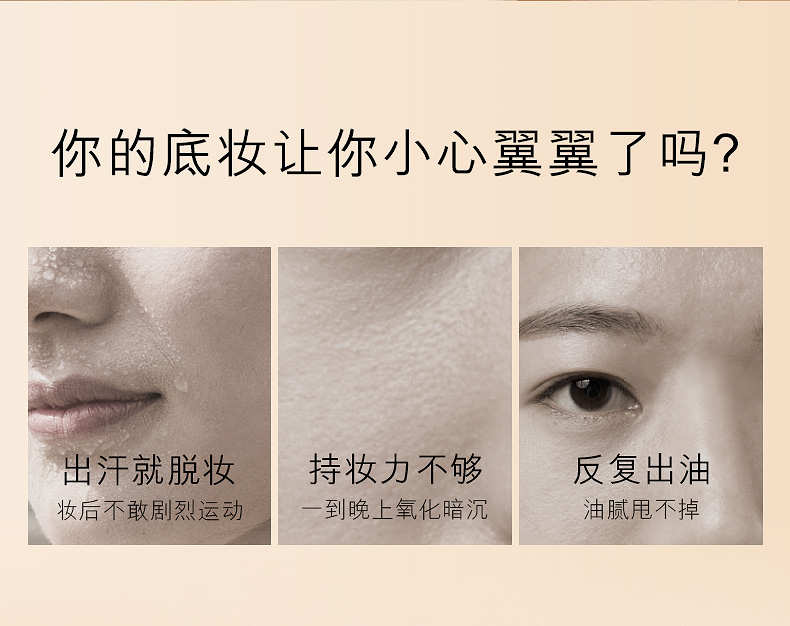 你的底妆让你小心翼翼了吗?
出汗就脱妆
妆后不敢剧烈运动
持妆力不够
一到晚上氧化暗沉
反复出油
油腻甩不掉